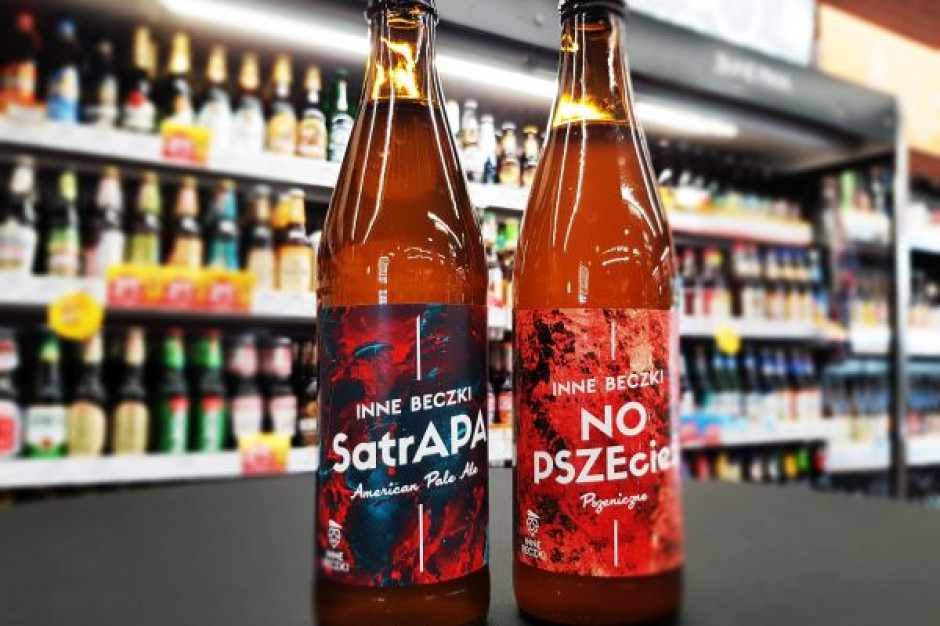 INNE BECZKI
SatrAPA
American Pale Ale
INNE
BECZKI
INNE BECZKI
NO
PSZEcie
Pszeniczne
INNE
BECZKI